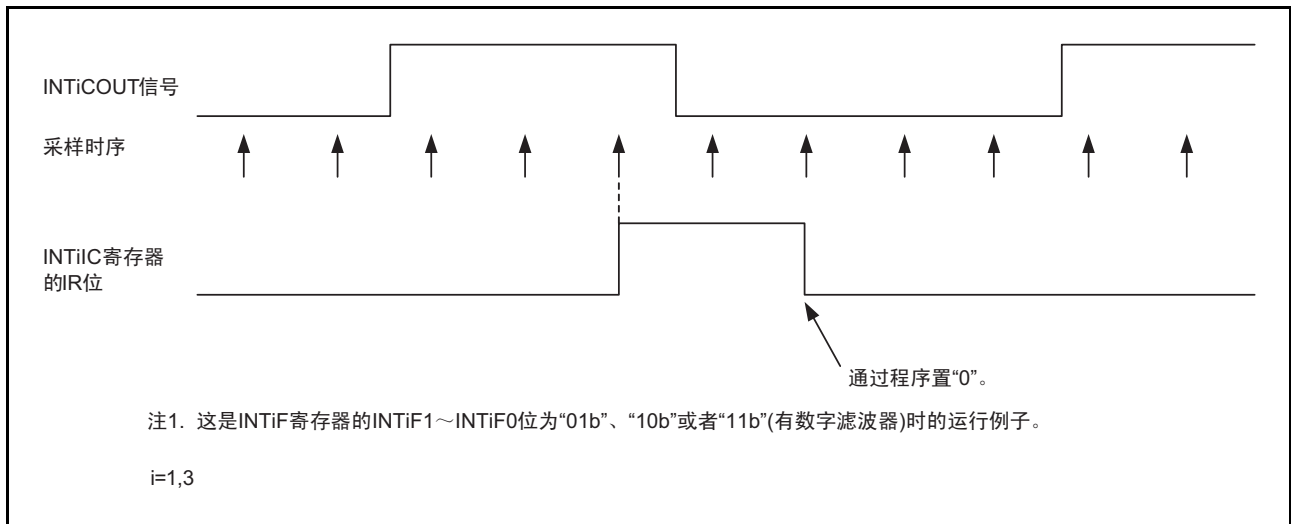 INTiCOUT信号
采样时序
INTiIC寄存器
的IR位
通过程序置“0”。
注1. 这是INTiF寄存器的INTiF1～INTiF0位为“01b”、“10b”或者“11b”(有数字滤波器)时的运行例子。
i=1,3